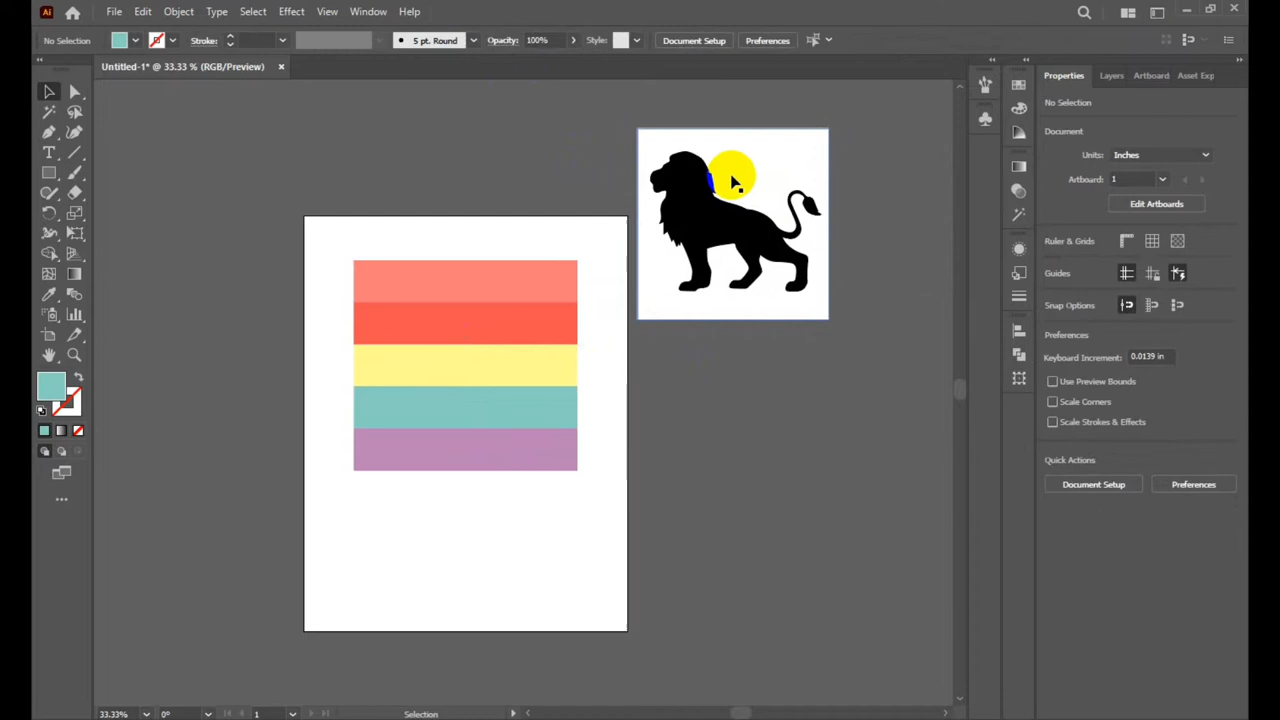 Ai File Edit Object Type Select Effect View Window Help
No Selection Stroke: 5 pt. Round Opacity: 100% Style: Document Setup Preferences
Untitled-1* @ 33.33 % (RGB/Preview) ×
Properties Layers Artboard Asset Exp
No Selection
Document
Units: Inches
Artboard: 1
Edit Artboards
Ruler & Grids
Guides
Snap Options
Preferences
Keyboard Increment: 0.0139 in
Use Preview Bounds
Scale Corners
Scale Strokes & Effects
Quick Actions
Document Setup Preferences
33.33% 0° 1 Selection